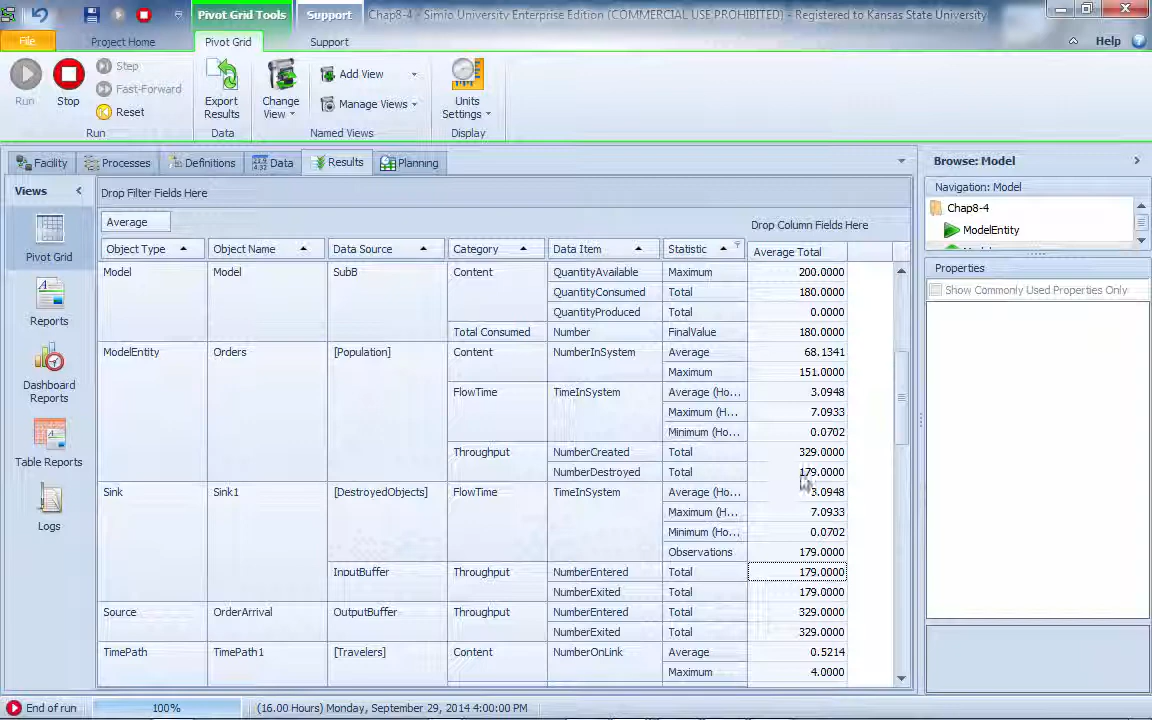 Pivot Grid Tools Support Chap8-4 - Simio University Enterprise Edition (COMMERCIAL USE PROHIBITED) - Registered to Kansas State University
File Project Home Pivot Grid Support Help
Run Stop Step Fast-Forward Reset Export Results Change View Add View Manage Views Units Settings
Run Data Named Views Display
Facility Processes Definitions Data Results Planning
Views
Pivot Grid
Reports
Dashboard
Reports
Table Reports
Logs
Drop Filter Fields Here
Average Drop Column Fields Here
Object Type Object Name Data Source Category Data Item Statistic Average Total
Model Model SubB Content QuantityAvailable Maximum 200.0000
QuantityConsumed Total 180.0000
QuantityProduced Total 0.0000
Total Consumed Number FinalValue 180.0000
ModelEntity Orders [Population] Content NumberInSystem Average 68.1341
Maximum 151.0000
FlowTime TimeInSystem Average (Ho... 3.0948
Maximum (H... 7.0933
Minimum (Ho... 0.0702
Throughput NumberCreated Total 329.0000
NumberDestroyed Total 179.0000
Sink Sink1 [DestroyedObjects] FlowTime TimeInSystem Average (Ho... 3.0948
Maximum (H... 7.0933
Minimum (Ho... 0.0702
Observations 179.0000
InputBuffer Throughput NumberEntered Total 179.0000
NumberExited Total 179.0000
Source OrderArrival OutputBuffer Throughput NumberEntered Total 329.0000
NumberExited Total 329.0000
TimePath TimePath1 [Travelers] Content NumberOnLink Average 0.5214
Maximum 4.0000
Browse: Model
Navigation: Model
Chap8-4
ModelEntity
Properties
Show Commonly Used Properties Only
End of run 100% (16.00 Hours) Monday, September 29, 2014 4:00:00 PM